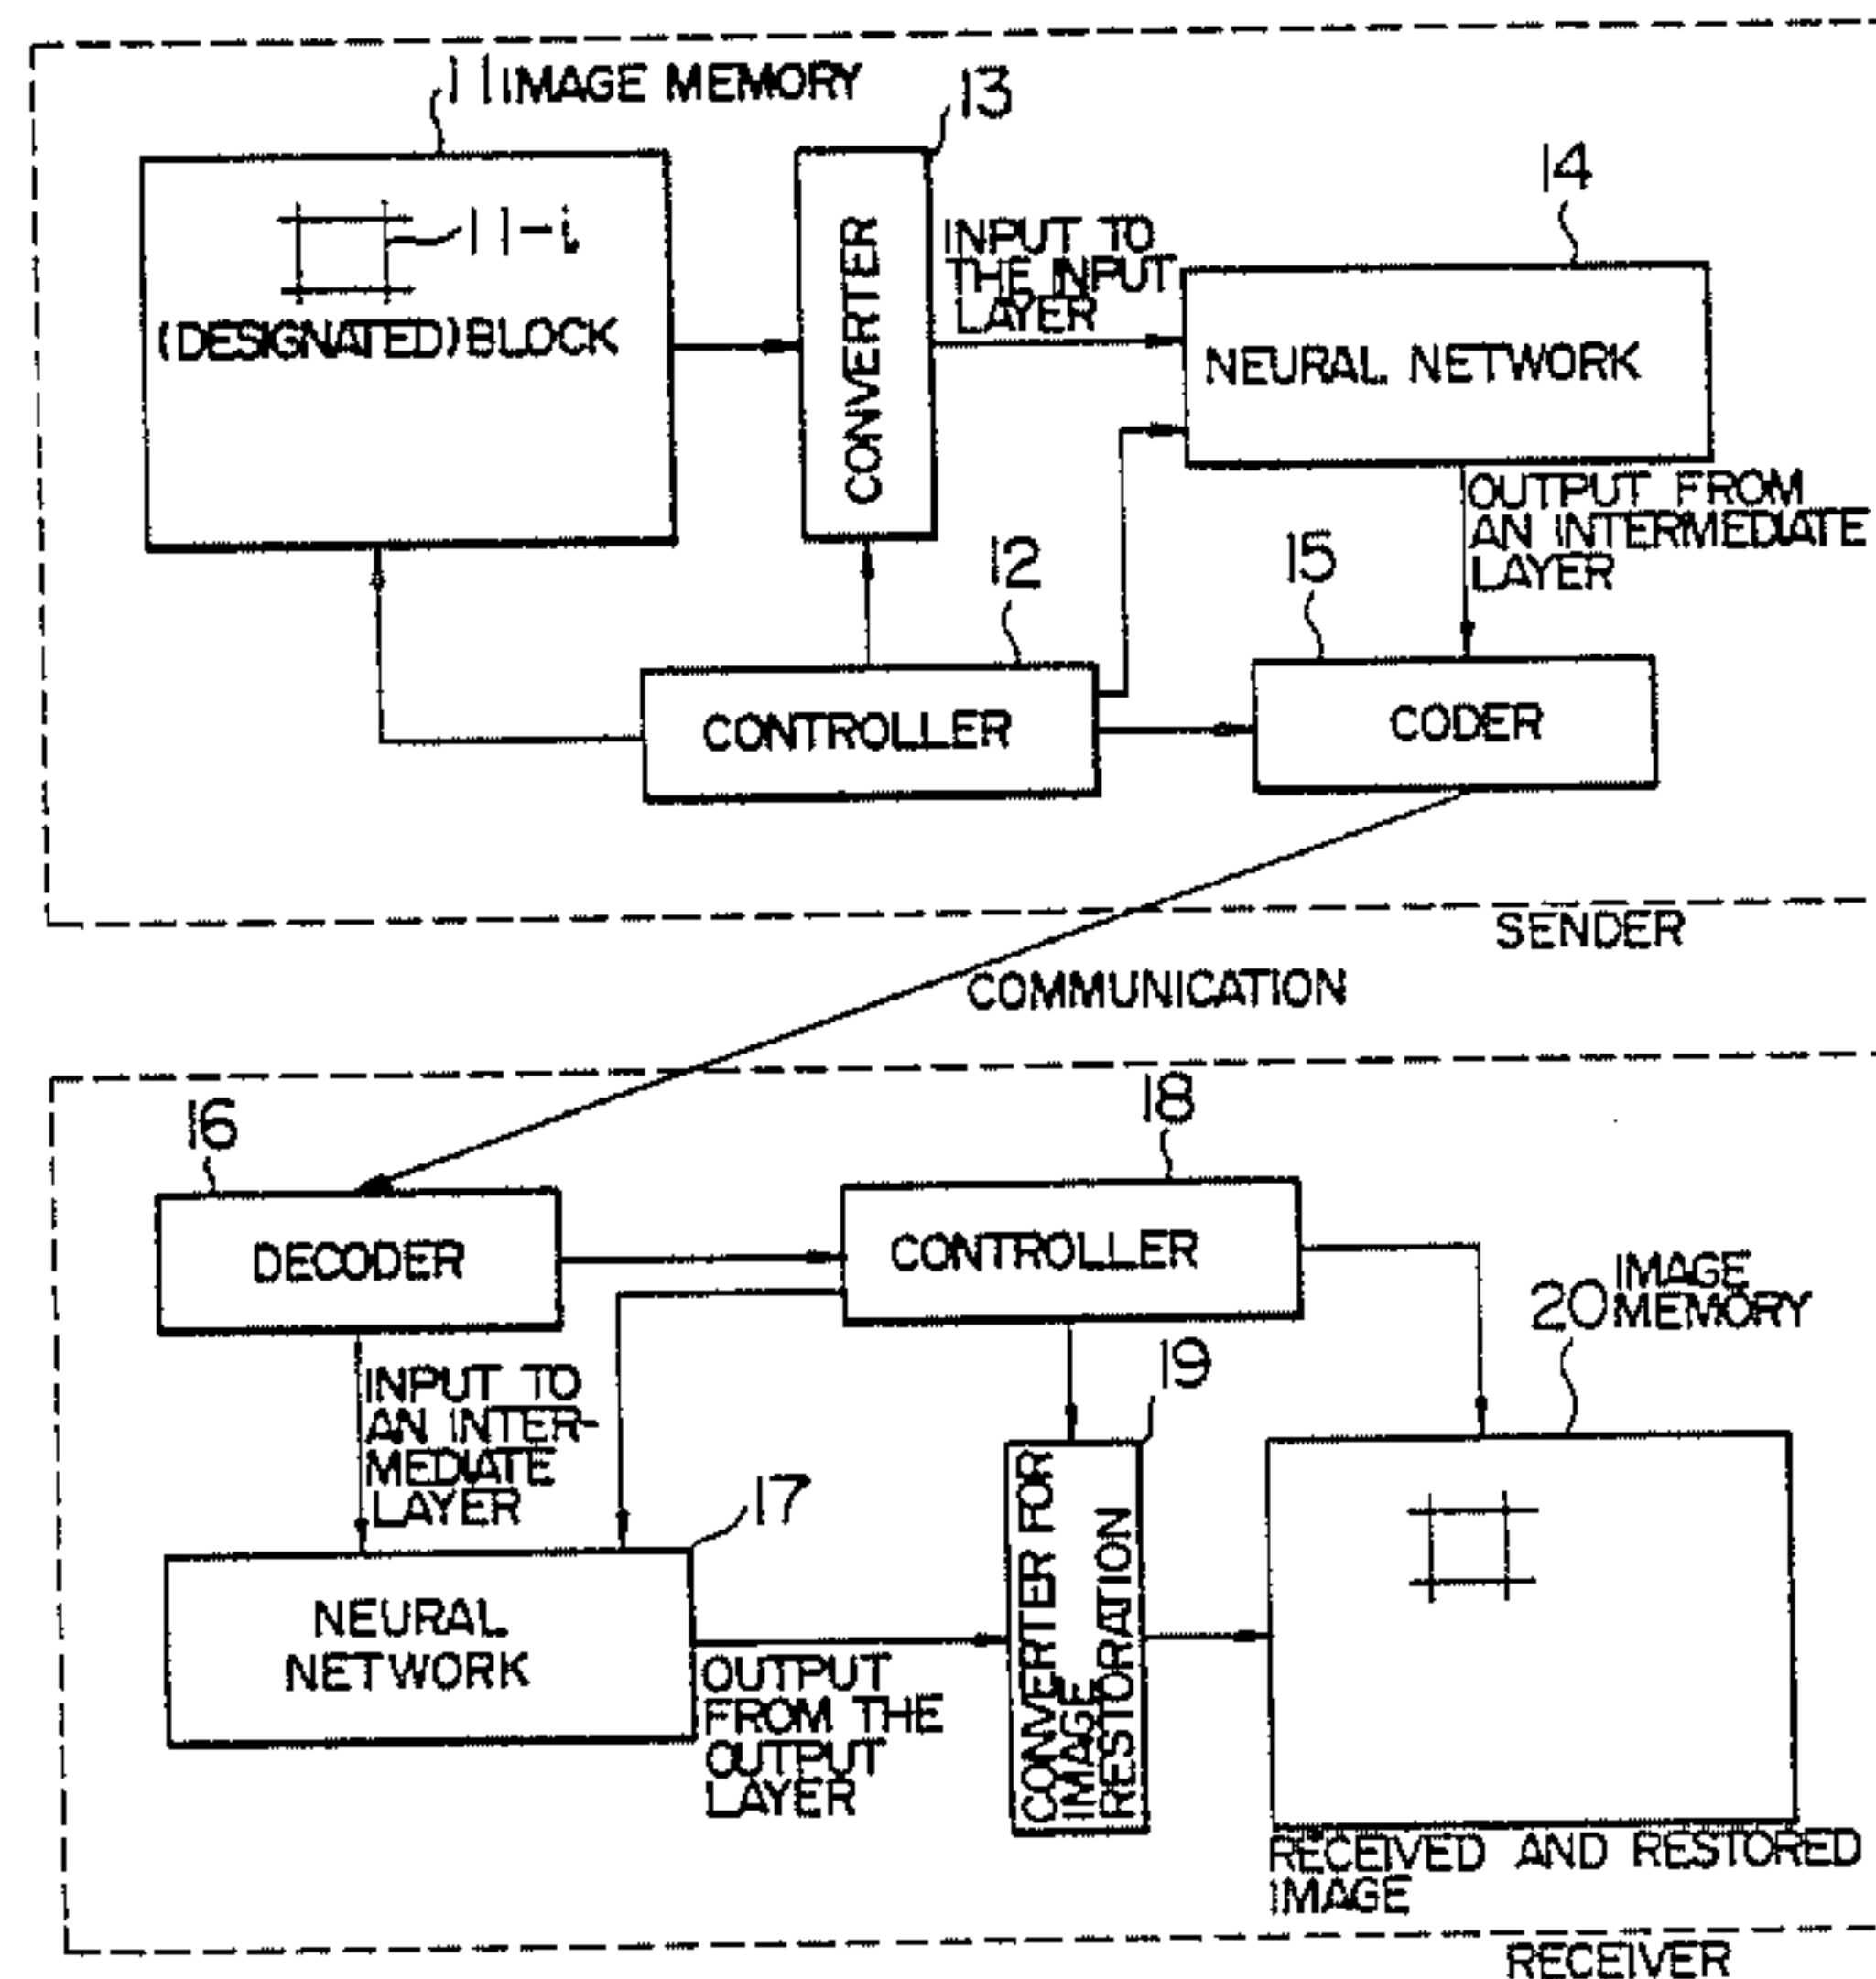 11 IMAGE MEMORY
13
14
11-i
(DESIGNATED) BLOCK
CONVERTER
INPUT TO
THE INPUT
LAYER
NEURAL NETWORK
OUTPUT FROM
AN INTERMEDIATE
LAYER
12
15
CONTROLLER
CODER
SENDER
COMMUNICATION
16
18
DECODER
CONTROLLER
20 IMAGE
MEMORY
INPUT TO
AN INTER-
MEDIATE
LAYER
19
17
NEURAL
NETWORK
OUTPUT
FROM THE
OUTPUT
LAYER
CONVERTER FOR
IMAGE
RESTORATION
RECEIVED AND RESTORED
IMAGE
RECEIVER